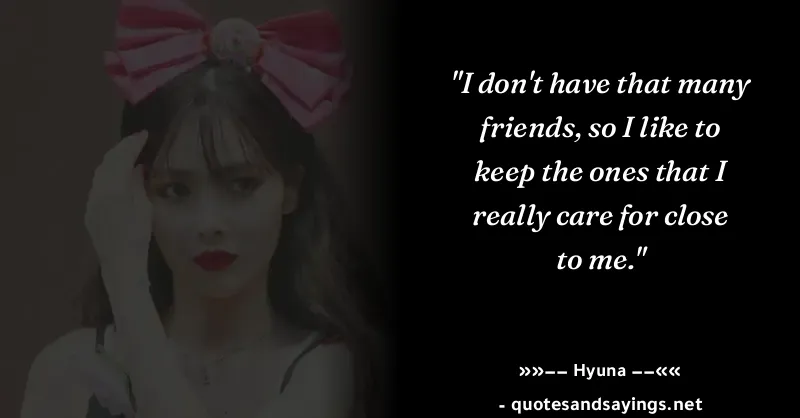 "I don't have that many
friends, so I like to
keep the ones that I
really care for close
to me."
»»−− Hyuna −−««
- quotesandsayings.net